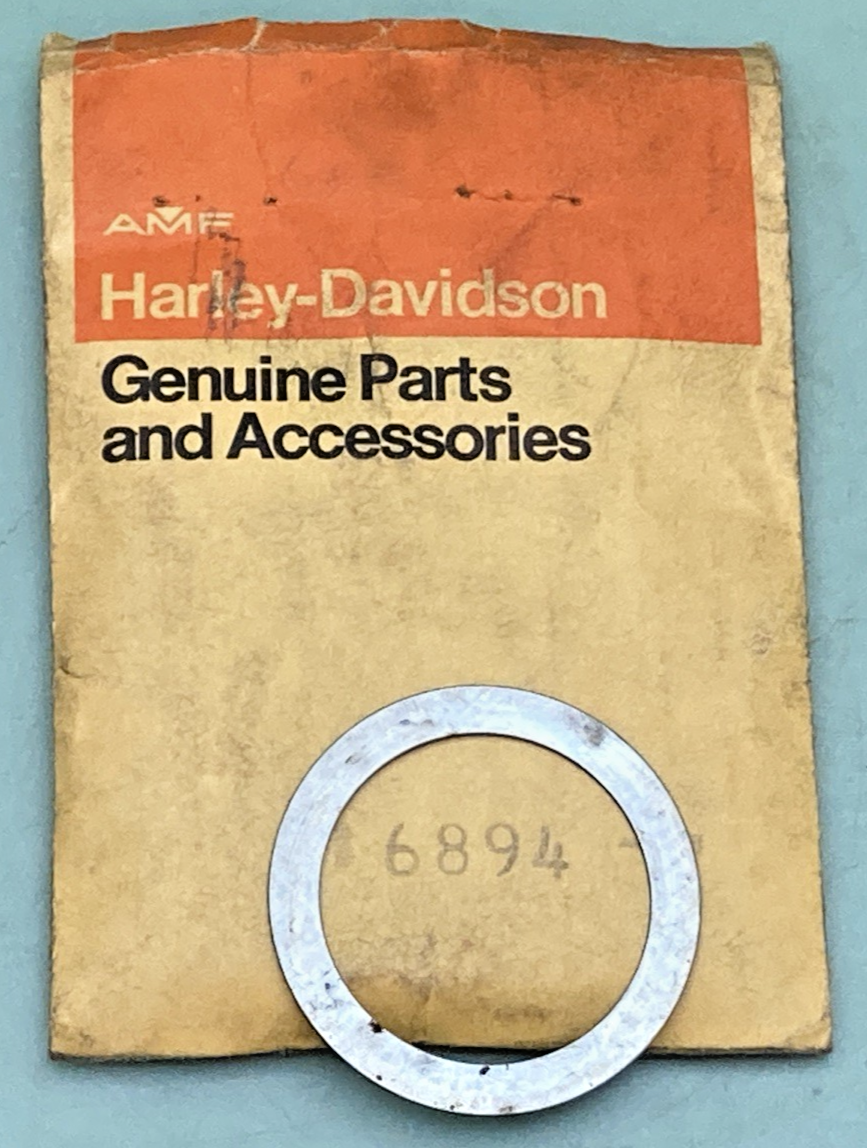 AMF
Harley-Davidson
Genuine Parts
and Accessories
6894